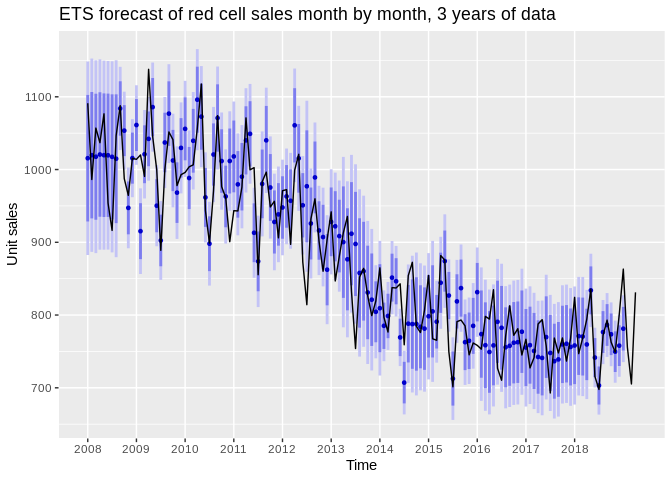 ETS forecast of red cell sales month by month, 3 years of data
Unit sales
1100
1000
900
800
700
2008 2009 2010 2011 2012 2013 2014 2015 2016 2017 2018
Time